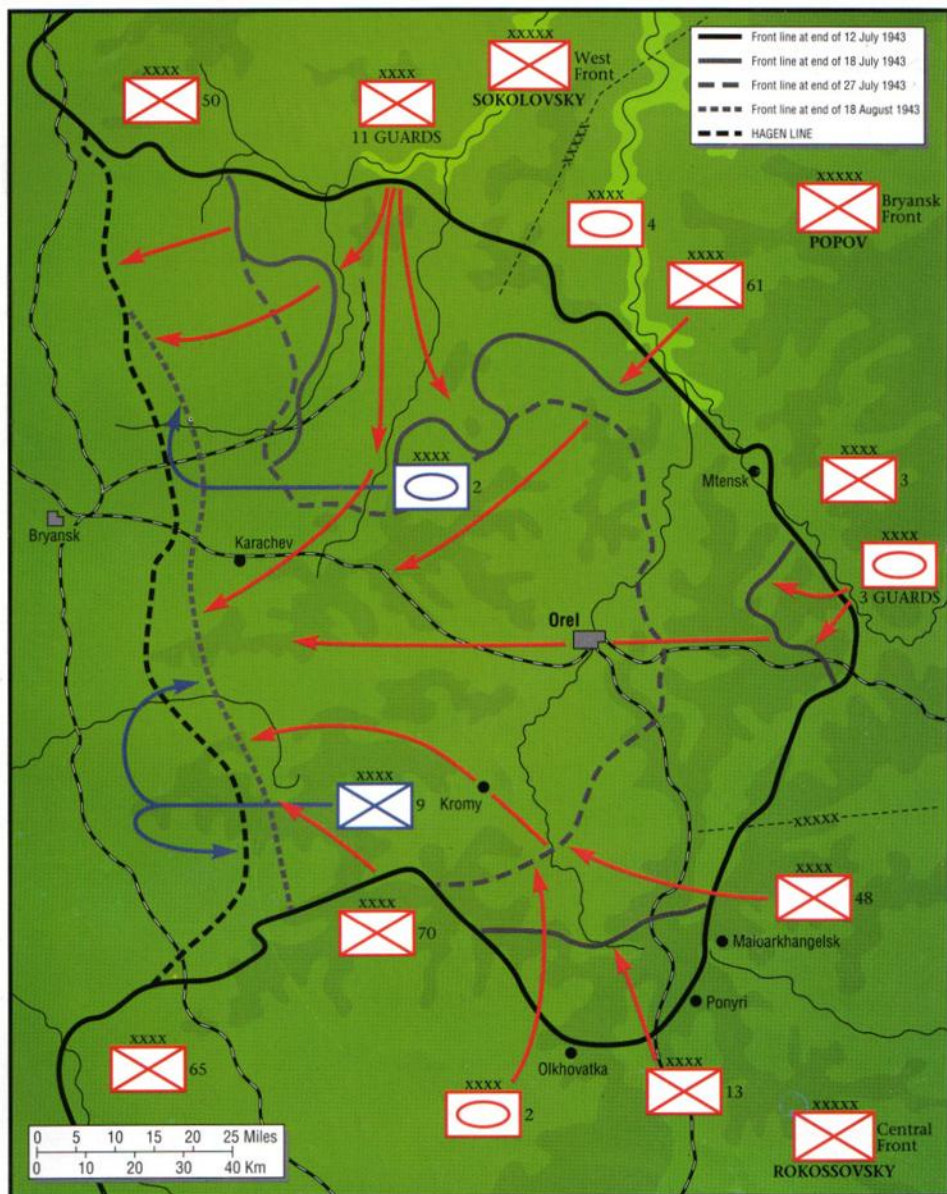 XXXXX
West
Front
SOKOLOVSKY
XXXX
50
XXXX
11 GUARDS
XXXXX
Front line at end of 12 July 1943
Front line at end of 18 July 1943
Front line at end of 27 July 1943
Front line at end of 18 August 1943
HAGEN LINE
XXXX
4
XXXXX
Bryansk
Front
POPOV
XXXX
61
XXXX
2
Mtensk
XXXX
3
Bryansk
Karachev
XXXX
3 GUARDS
Orel
XXXX
9
Kromy
XXXXX
XXXX
48
XXXX
70
Maloarkhangelsk
Ponyri
Olkhovatka
XXXX
65
XXXX
2
XXXX
13
XXXXX
Central
Front
ROKOSSOVSKY
0 5 10 15 20 25 Miles
0 10 20 30 40 Km